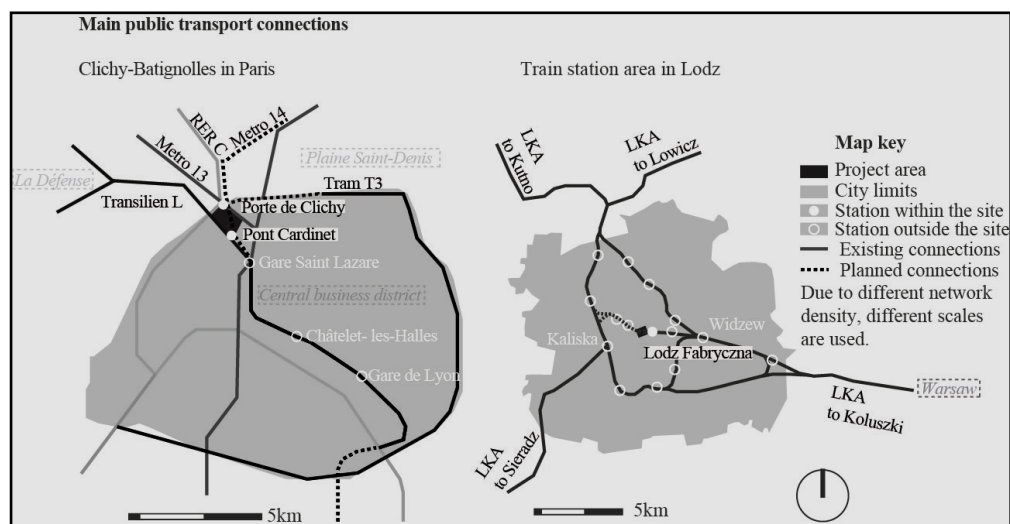 Main public transport connections
Clichy-Batignolles in Paris
Train station area in Lodz
RER C
Metro 14
Metro 13
Plaine Saint-Denis
La Défense
Tram T3
Transilien L
Porte de Clichy
Pont Cardinet
Gare Saint Lazare
Central business district
Châtelet- les-Halles
Gare de Lyon
5km
LKA
to Kutno
LKA
to Lowicz
Kaliska
Widzew
Lodz Fabryczna
Warsaw
LKA
to Koluszki
LKA
to Sieradz
5km
Map key
Project area
City limits
Station within the site
Station outside the site
Existing connections
Planned connections
Due to different network
density, different scales
are used.